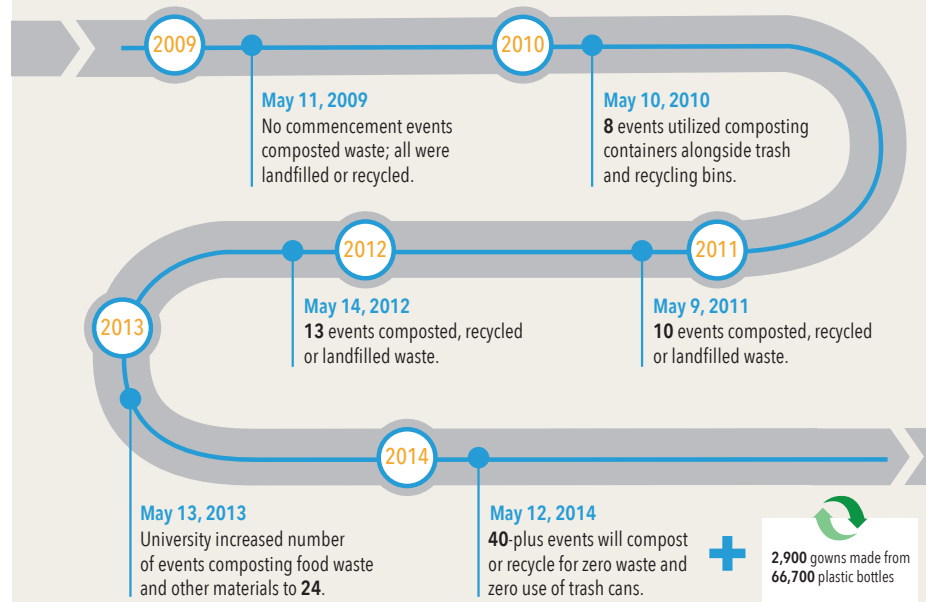 2009
2010
May 11, 2009
No commencement events
composted waste; all were
landfilled or recycled.
May 10, 2010
8 events utilized composting
containers alongside trash
and recycling bins.
2011
May 9, 2011
10 events composted, recycled
or landfilled waste.
2012
May 14, 2012
13 events composted, recycled
or landfilled waste.
2013
May 13, 2013
University increased number
of events composting food waste
and other materials to 24.
2014
May 12, 2014
40-plus events will compost
or recycle for zero waste and
zero use of trash cans.
2,900 gowns made from
66,700 plastic bottles